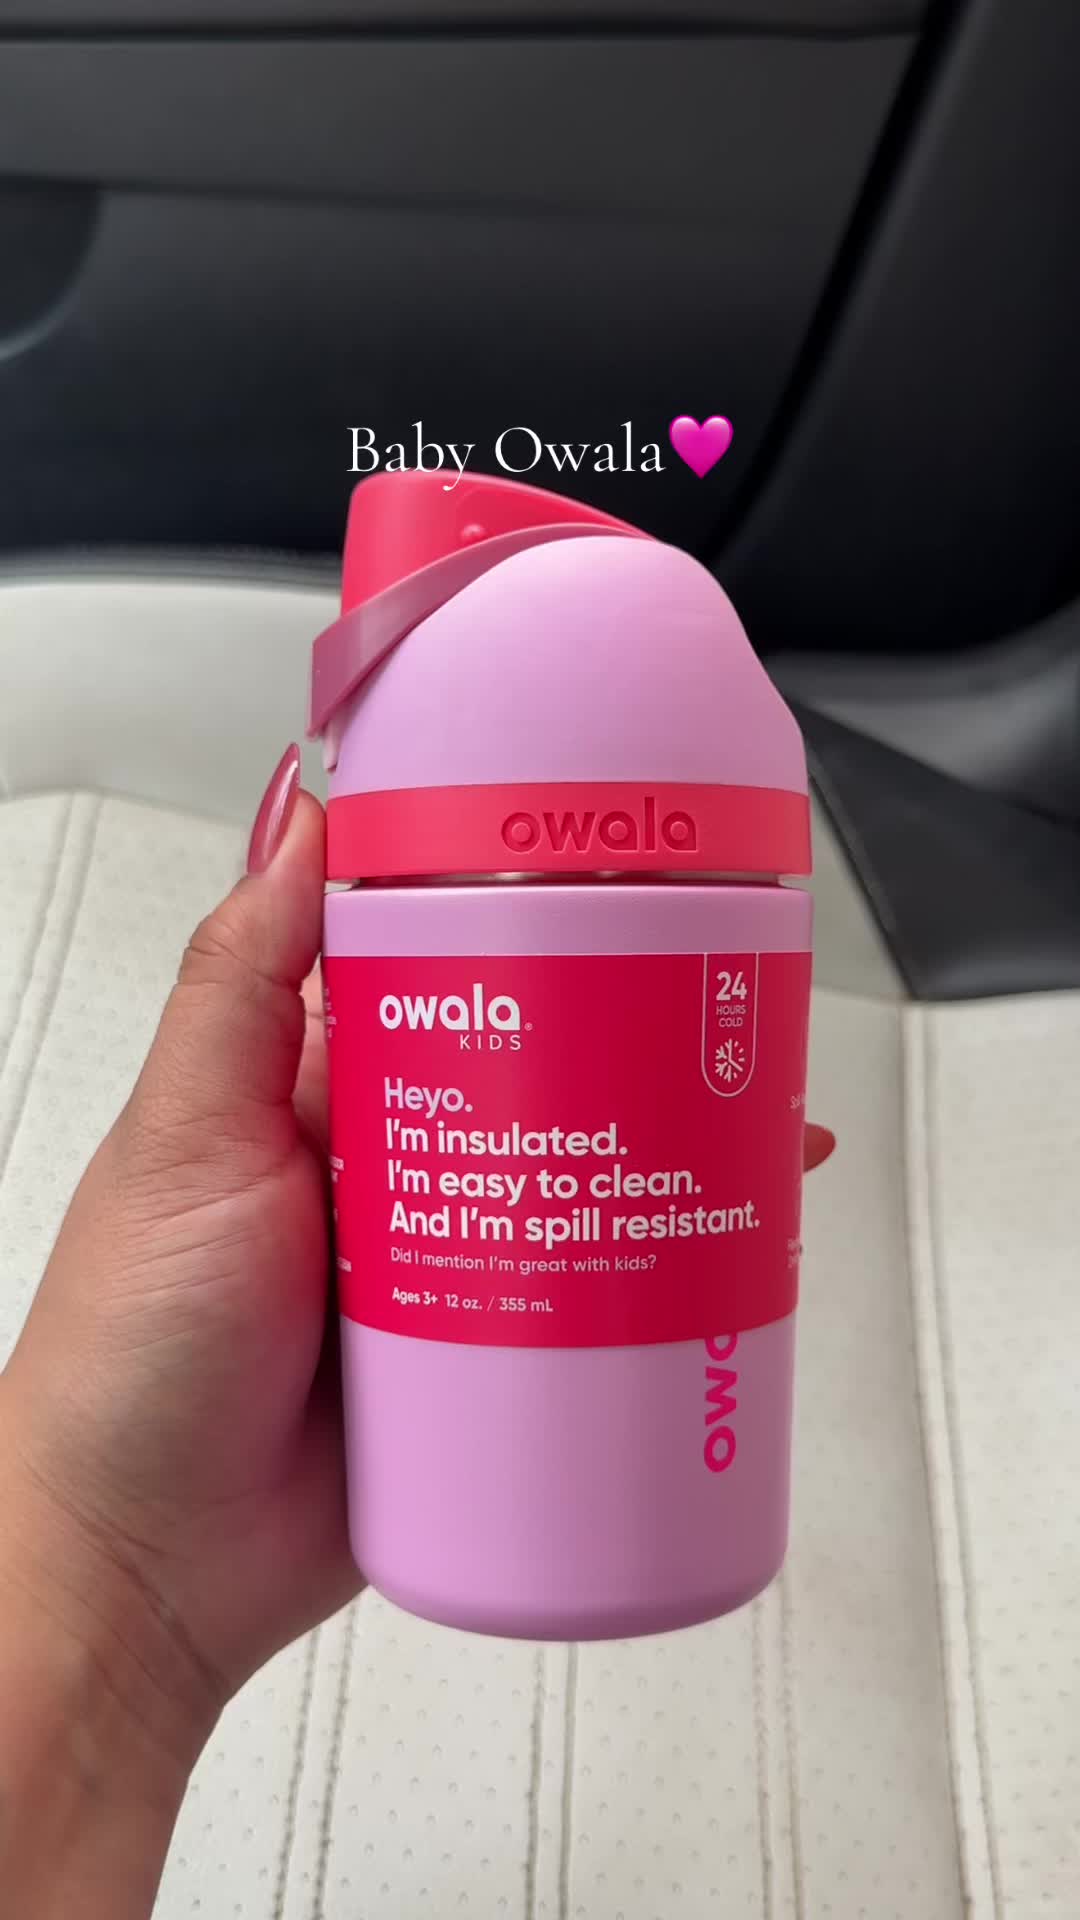 Baby Owala🩷
owala
owala®
KIDS
24
HOURS
COLD
Heyo.
I'm insulated.
I'm easy to clean.
And I'm spill resistant.
Did I mention I'm great with kids?
Ages 3+ 12 oz. / 355 mL